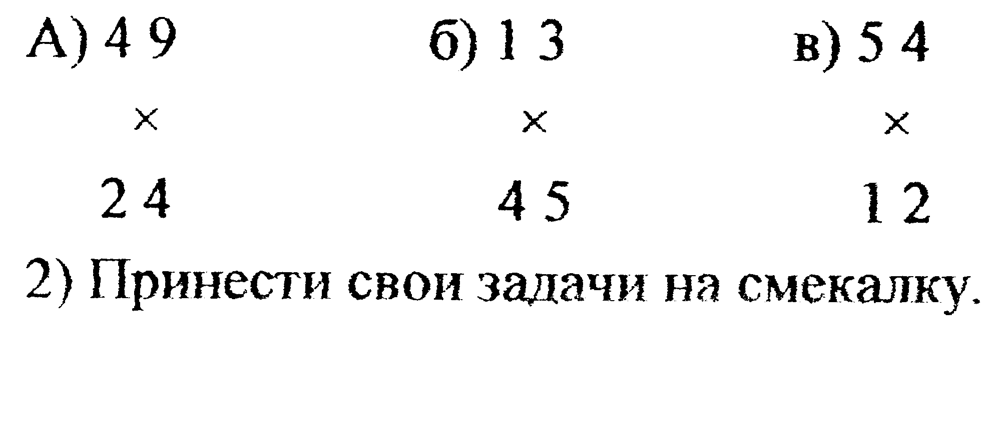 А) 4 9 б) 1 3 в) 5 4
× × ×
2 4 4 5 1 2
2) Принести свои задачи на смекалку.